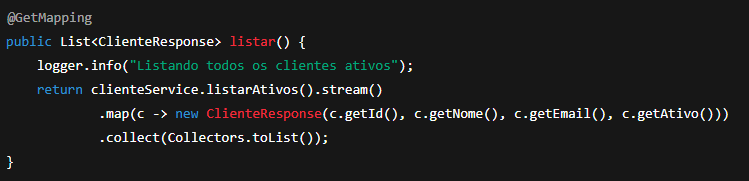 @GetMapping
public List<ClienteResponse> listar() {
    logger.info("Listando todos os clientes ativos");
    return clienteService.listarAtivos().stream()
            .map(c -> new ClienteResponse(c.getId(), c.getNome(), c.getEmail(), c.getAtivo()))
            .collect(Collectors.toList());
}